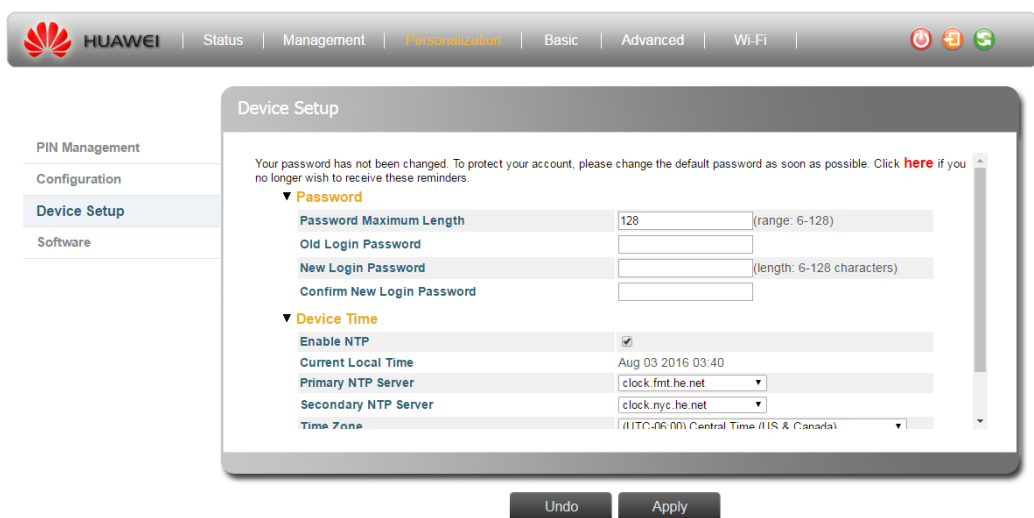 HUAWEI | Status | Management | Personalization | Basic | Advanced | Wi-Fi |
Device Setup
PIN Management
Configuration
Device Setup
Software
Your password has not been changed. To protect your account, please change the default password as soon as possible. Click here if you
no longer wish to receive these reminders.
▼ Password
Password Maximum Length 128 (range: 6-128)
Old Login Password
New Login Password (length: 6-128 characters)
Confirm New Login Password
▼ Device Time
Enable NTP
Current Local Time Aug 03 2016 03:40
Primary NTP Server clock.fmt.he.net
Secondary NTP Server clock.nyc.he.net
Time Zone (UTC-06:00) Central Time (US & Canada)
Undo Apply